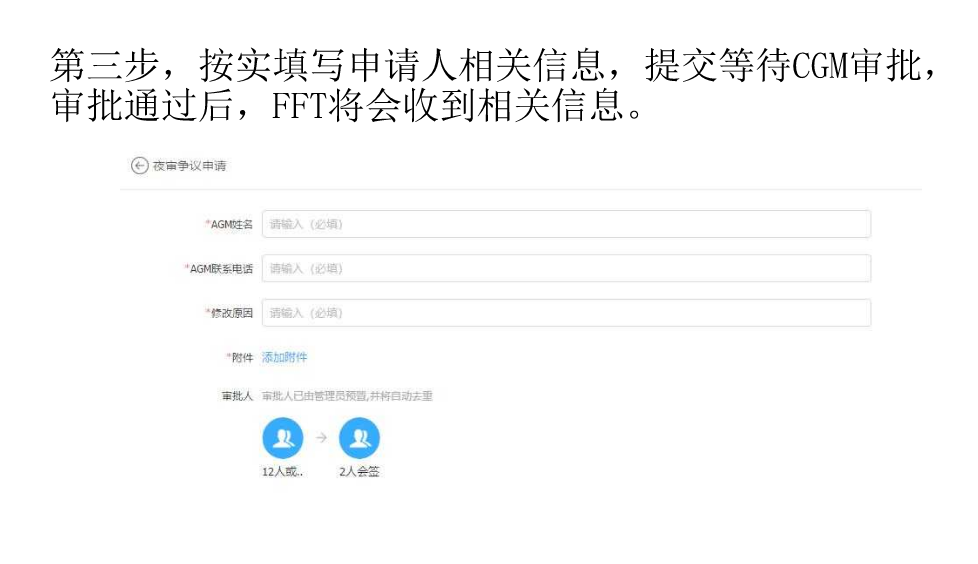 第三步，按实填写申请人相关信息，提交等待CGM审批，
审批通过后，FFT将会收到相关信息。
夜审争议申请
*AGM姓名 请输入（必填）
*AGM联系电话 请输入（必填）
*修改原因 请输入（必填）
*附件 添加附件
审批人 审批人已由管理员预置,并将自动去重
12人或.. 2人会签